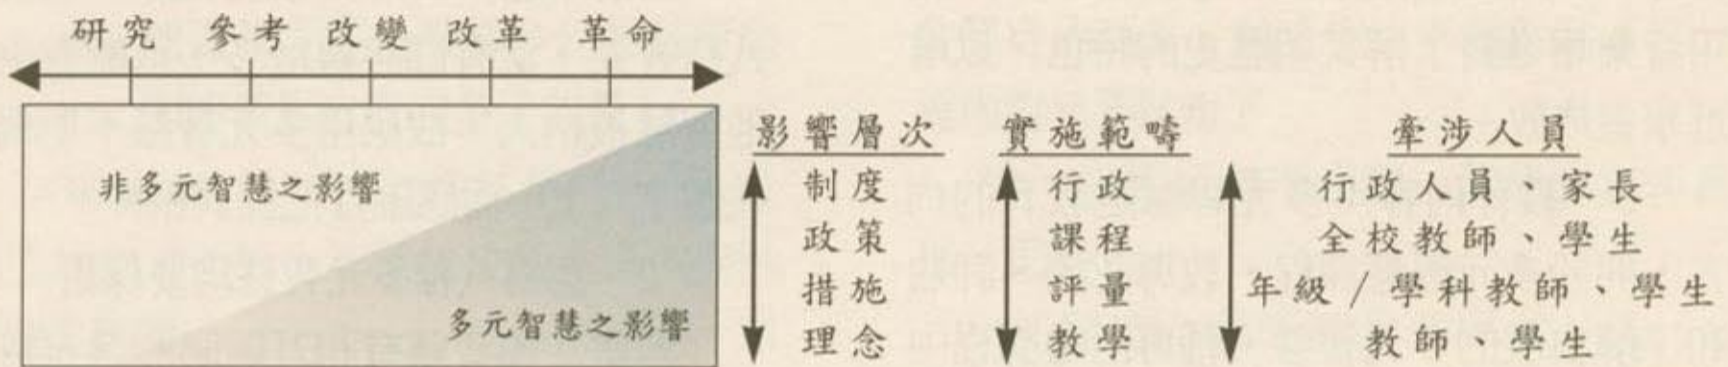 研究 參考 改變 改革 革命
非多元智慧之影響
多元智慧之影響
影響層次
制度
政策
措施
理念
實施範疇
行政
課程
評量
教學
牽涉人員
行政人員、家長
全校教師、學生
年級/學科教師、學生
教師、學生